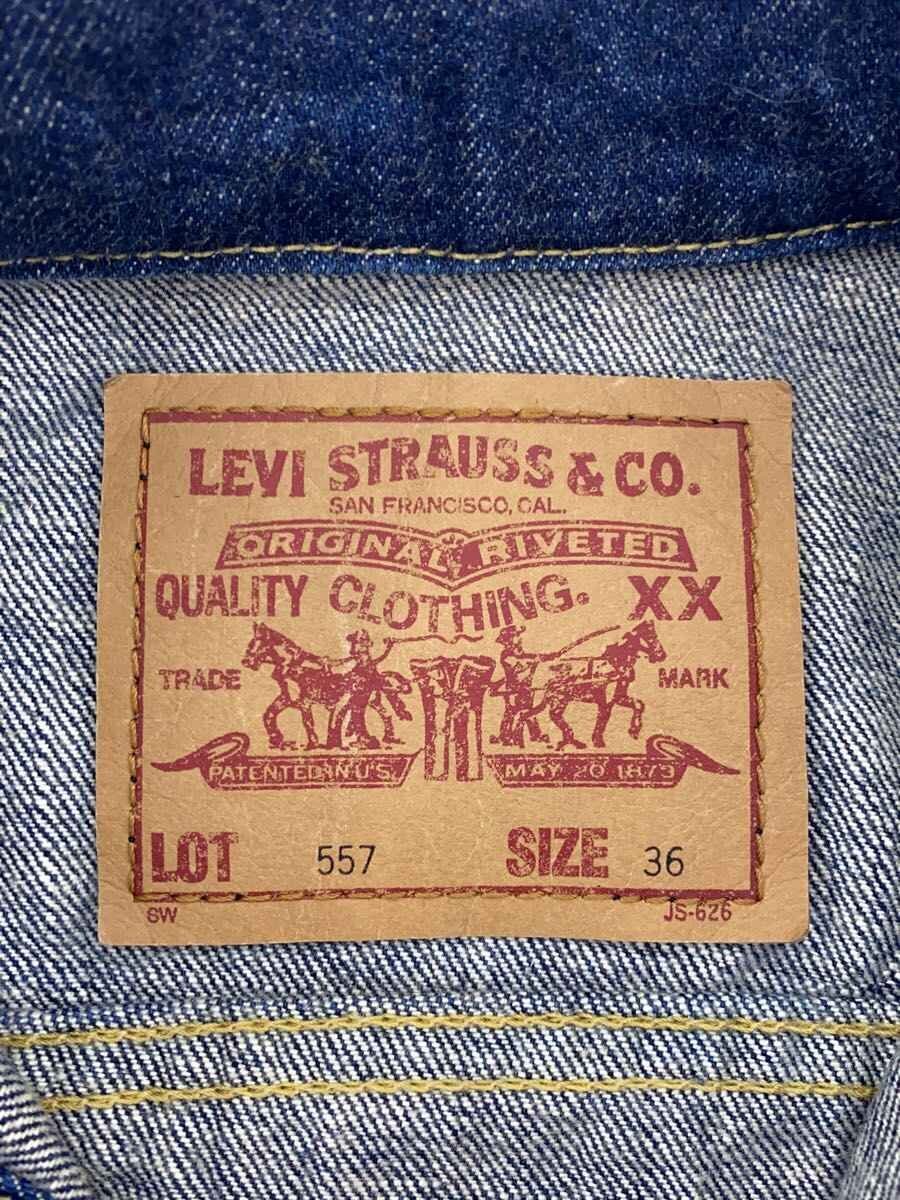 LEVI STRAUSS & CO.
SAN FRANCISCO, CAL.
ORIGINAL RIVETED
QUALITY CLOTHING. XX
TRADE MARK
PATENTED IN U.S. MAY 20 1873
LOT 557 SIZE 36
SW JS-626